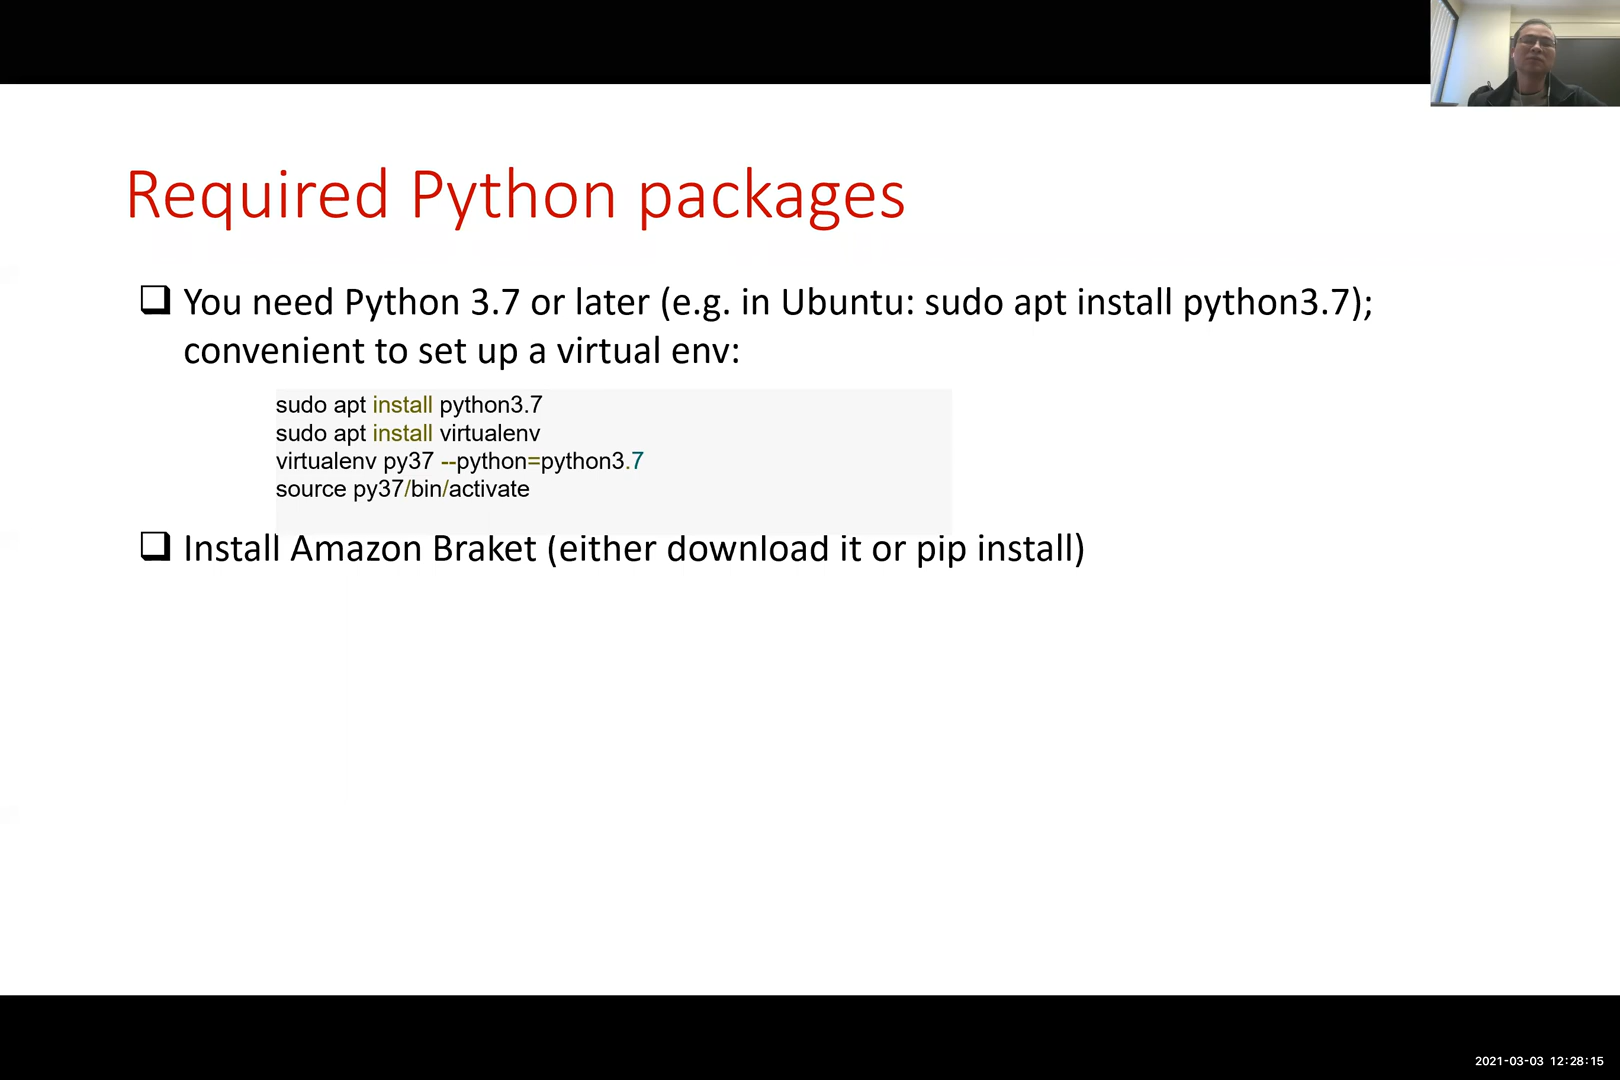 Required Python packages
You need Python 3.7 or later (e.g. in Ubuntu: sudo apt install python3.7);
convenient to set up a virtual env:
sudo apt install python3.7
sudo apt install virtualenv
virtualenv py37 --python=python3.7
source py37/bin/activate
Install Amazon Braket (either download it or pip install)
2021-03-03 12:28:15